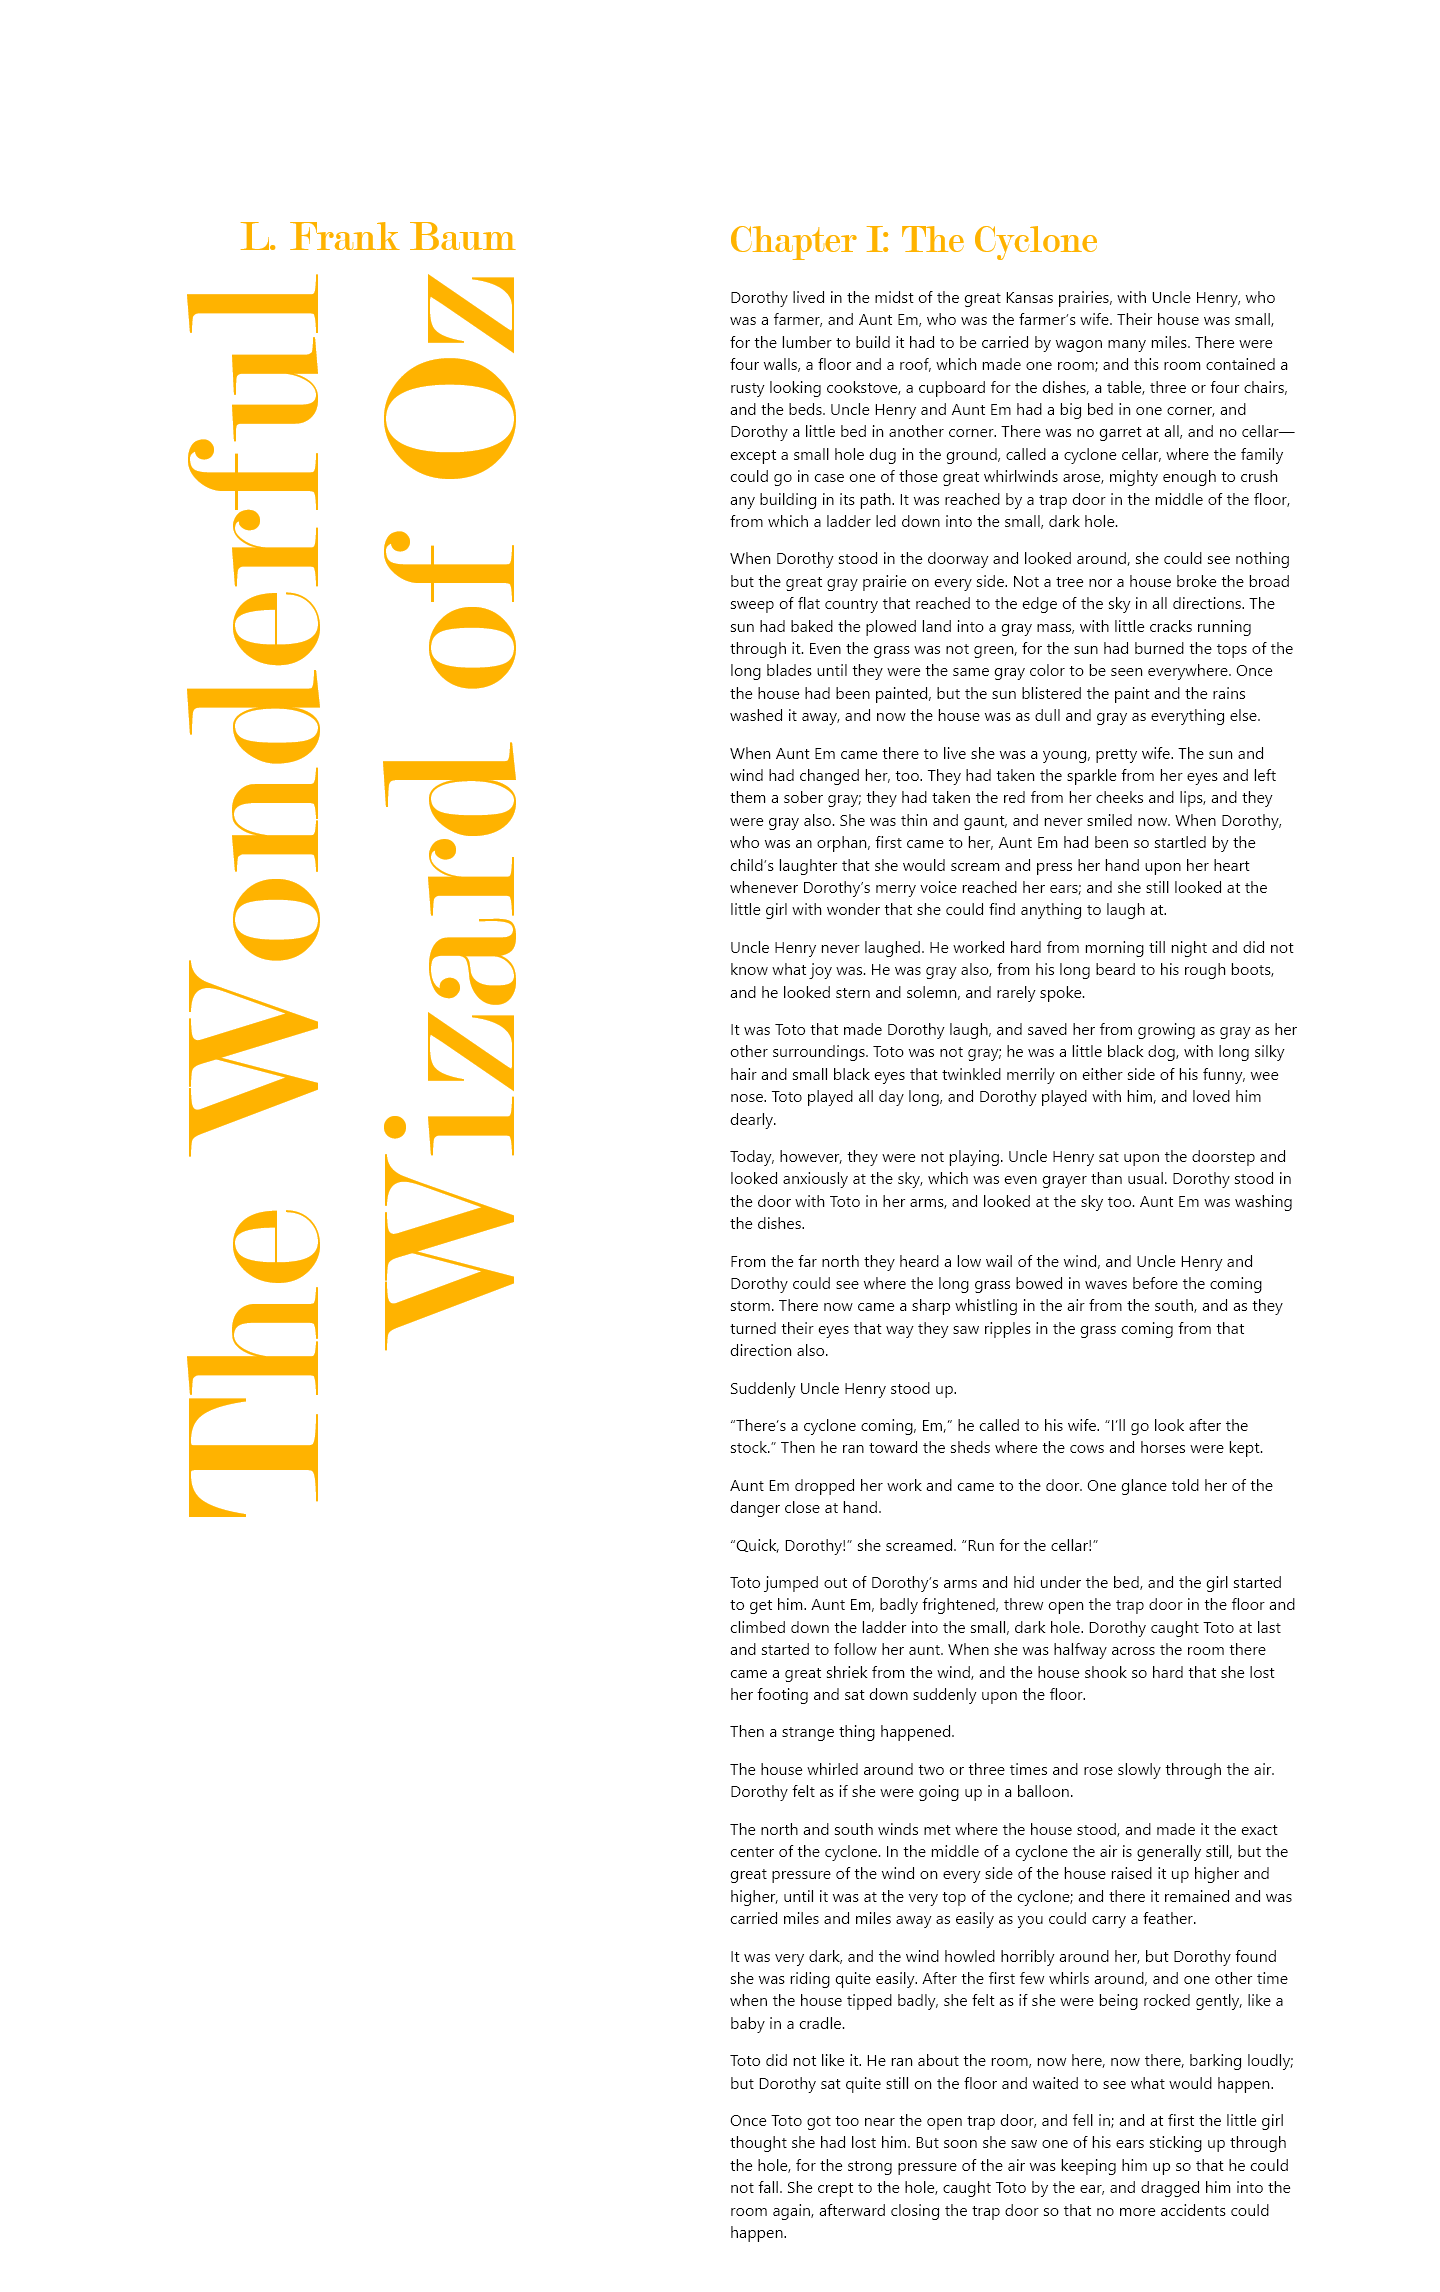 L. Frank Baum
The Wonderful
Wizard of Oz
Chapter I: The Cyclone
Dorothy lived in the midst of the great Kansas prairies, with Uncle Henry, who
was a farmer, and Aunt Em, who was the farmer’s wife. Their house was small,
for the lumber to build it had to be carried by wagon many miles. There were
four walls, a floor and a roof, which made one room; and this room contained a
rusty looking cookstove, a cupboard for the dishes, a table, three or four chairs,
and the beds. Uncle Henry and Aunt Em had a big bed in one corner, and
Dorothy a little bed in another corner. There was no garret at all, and no cellar—
except a small hole dug in the ground, called a cyclone cellar, where the family
could go in case one of those great whirlwinds arose, mighty enough to crush
any building in its path. It was reached by a trap door in the middle of the floor,
from which a ladder led down into the small, dark hole.
When Dorothy stood in the doorway and looked around, she could see nothing
but the great gray prairie on every side. Not a tree nor a house broke the broad
sweep of flat country that reached to the edge of the sky in all directions. The
sun had baked the plowed land into a gray mass, with little cracks running
through it. Even the grass was not green, for the sun had burned the tops of the
long blades until they were the same gray color to be seen everywhere. Once
the house had been painted, but the sun blistered the paint and the rains
washed it away, and now the house was as dull and gray as everything else.
When Aunt Em came there to live she was a young, pretty wife. The sun and
wind had changed her, too. They had taken the sparkle from her eyes and left
them a sober gray; they had taken the red from her cheeks and lips, and they
were gray also. She was thin and gaunt, and never smiled now. When Dorothy,
who was an orphan, first came to her, Aunt Em had been so startled by the
child’s laughter that she would scream and press her hand upon her heart
whenever Dorothy’s merry voice reached her ears; and she still looked at the
little girl with wonder that she could find anything to laugh at.
Uncle Henry never laughed. He worked hard from morning till night and did not
know what joy was. He was gray also, from his long beard to his rough boots,
and he looked stern and solemn, and rarely spoke.
It was Toto that made Dorothy laugh, and saved her from growing as gray as her
other surroundings. Toto was not gray; he was a little black dog, with long silky
hair and small black eyes that twinkled merrily on either side of his funny, wee
nose. Toto played all day long, and Dorothy played with him, and loved him
dearly.
Today, however, they were not playing. Uncle Henry sat upon the doorstep and
looked anxiously at the sky, which was even grayer than usual. Dorothy stood in
the door with Toto in her arms, and looked at the sky too. Aunt Em was washing
the dishes.
From the far north they heard a low wail of the wind, and Uncle Henry and
Dorothy could see where the long grass bowed in waves before the coming
storm. There now came a sharp whistling in the air from the south, and as they
turned their eyes that way they saw ripples in the grass coming from that
direction also.
Suddenly Uncle Henry stood up.
“There’s a cyclone coming, Em,” he called to his wife. “I’ll go look after the
stock.” Then he ran toward the sheds where the cows and horses were kept.
Aunt Em dropped her work and came to the door. One glance told her of the
danger close at hand.
“Quick, Dorothy!” she screamed. “Run for the cellar!”
Toto jumped out of Dorothy’s arms and hid under the bed, and the girl started
to get him. Aunt Em, badly frightened, threw open the trap door in the floor and
climbed down the ladder into the small, dark hole. Dorothy caught Toto at last
and started to follow her aunt. When she was halfway across the room there
came a great shriek from the wind, and the house shook so hard that she lost
her footing and sat down suddenly upon the floor.
Then a strange thing happened.
The house whirled around two or three times and rose slowly through the air.
Dorothy felt as if she were going up in a balloon.
The north and south winds met where the house stood, and made it the exact
center of the cyclone. In the middle of a cyclone the air is generally still, but the
great pressure of the wind on every side of the house raised it up higher and
higher, until it was at the very top of the cyclone; and there it remained and was
carried miles and miles away as easily as you could carry a feather.
It was very dark, and the wind howled horribly around her, but Dorothy found
she was riding quite easily. After the first few whirls around, and one other time
when the house tipped badly, she felt as if she were being rocked gently, like a
baby in a cradle.
Toto did not like it. He ran about the room, now here, now there, barking loudly;
but Dorothy sat quite still on the floor and waited to see what would happen.
Once Toto got too near the open trap door, and fell in; and at first the little girl
thought she had lost him. But soon she saw one of his ears sticking up through
the hole, for the strong pressure of the air was keeping him up so that he could
not fall. She crept to the hole, caught Toto by the ear, and dragged him into the
room again, afterward closing the trap door so that no more accidents could
happen.